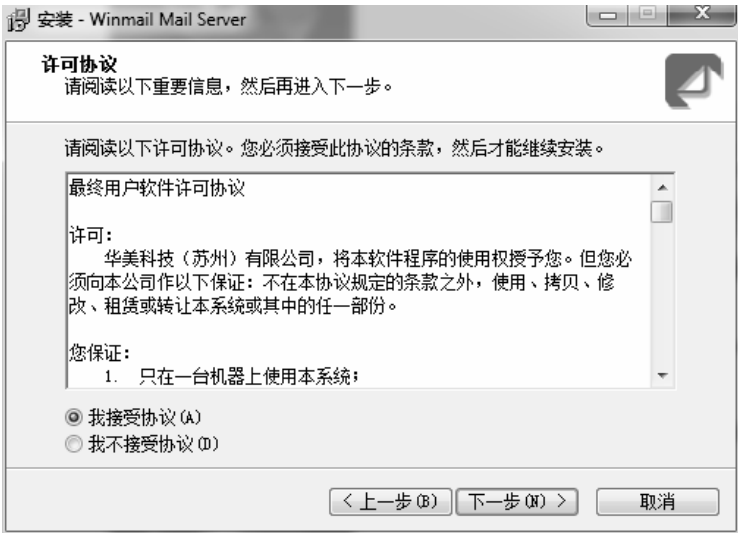 安装 - Winmail Mail Server
许可协议
请阅读以下重要信息，然后再进入下一步。
请阅读以下许可协议。您必须接受此协议的条款，然后才能继续安装。
最终用户软件许可协议
许可：
华美科技（苏州）有限公司，将本软件程序的使用权授予您。但您必
须向本公司作以下保证：不在本协议规定的条款之外，使用、拷贝、修
改、租赁或转让本系统或其中的任一部份。
您保证：
1. 只在一台机器上使用本系统；
我接受协议(A)
我不接受协议(D)
< 上一步(B) 下一步(N) > 取消